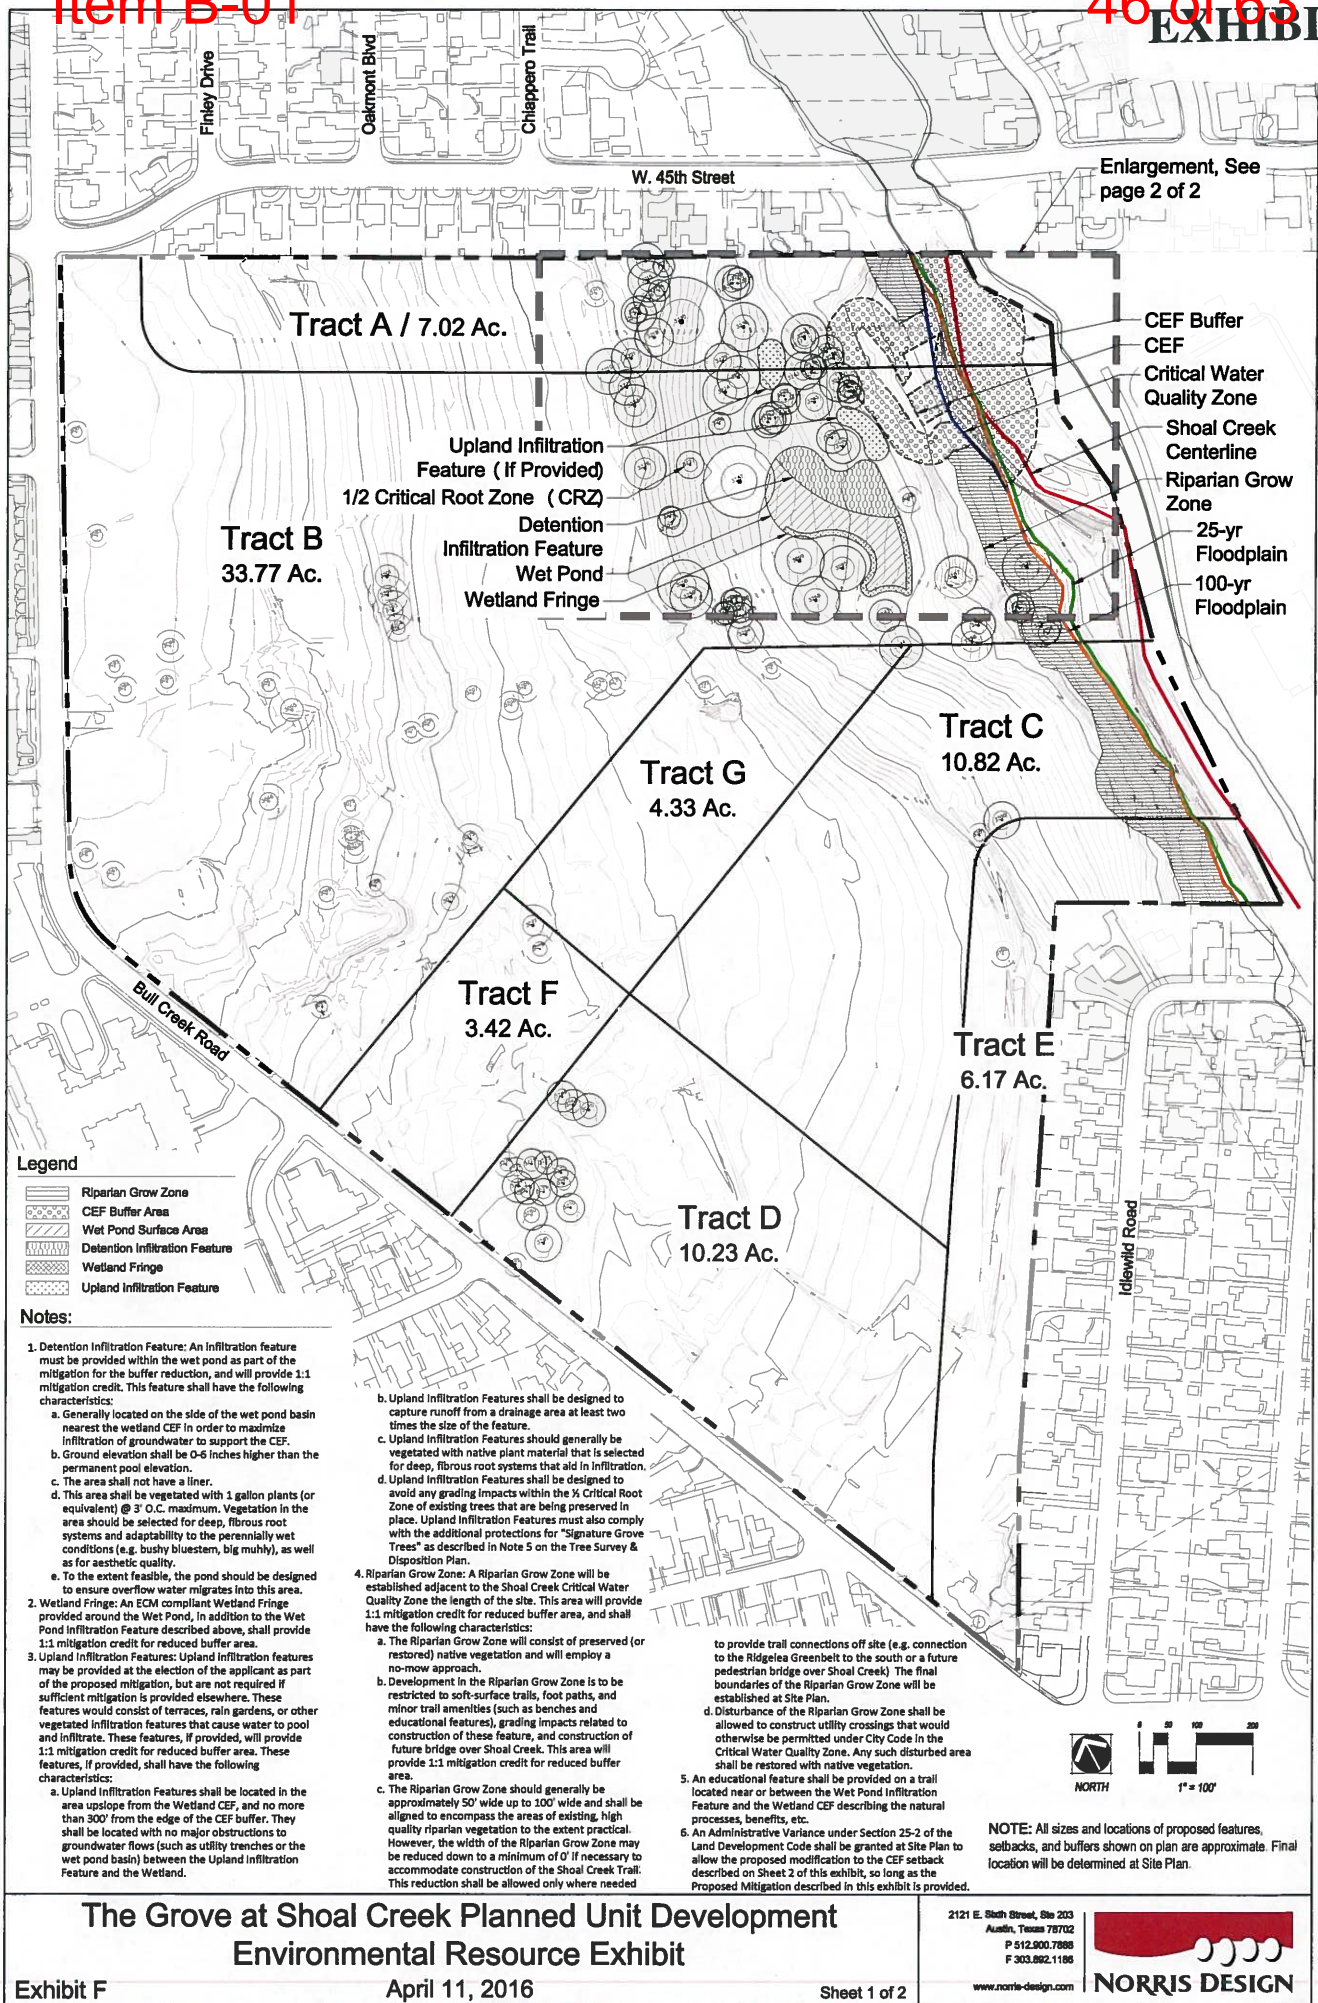 Item B-01
46 of 63
EXHIBI
Finley Drive
Oakmont Blvd
Chiappero Trail
W. 45th Street
Enlargement, See
page 2 of 2
Tract A / 7.02 Ac.
CEF Buffer
CEF
Critical Water
Quality Zone
Shoal Creek
Centerline
Riparian Grow
Zone
25-yr
Floodplain
100-yr
Floodplain
Upland Infiltration
Feature ( If Provided)
1/2 Critical Root Zone ( CRZ)
Detention
Infiltration Feature
Wet Pond
Wetland Fringe
Tract B
33.77 Ac.
Tract C
10.82 Ac.
Tract G
4.33 Ac.
Tract F
3.42 Ac.
Tract E
6.17 Ac.
Tract D
10.23 Ac.
Bull Creek Road
Idlewild Road
Legend
Riparian Grow Zone
CEF Buffer Area
Wet Pond Surface Area
Detention Infiltration Feature
Wetland Fringe
Upland Infiltration Feature
Notes:
1. Detention Infiltration Feature: An infiltration feature
must be provided within the wet pond as part of the
mitigation for the buffer reduction, and will provide 1:1
mitigation credit. This feature shall have the following
characteristics:
a. Generally located on the side of the wet pond basin
nearest the wetland CEF in order to maximize
infiltration of groundwater to support the CEF.
b. Ground elevation shall be 0-6 inches higher than the
permanent pool elevation.
c. The area shall not have a liner.
d. This area shall be vegetated with 1 gallon plants (or
equivalent) @ 3' O.C. maximum. Vegetation in the
area should be selected for deep, fibrous root
systems and adaptability to the perennially wet
conditions (e.g. bushy bluestem, big muhly), as well
as for aesthetic quality.
e. To the extent feasible, the pond should be designed
to ensure overflow water migrates into this area.
2. Wetland Fringe: An ECM compliant Wetland Fringe
provided around the Wet Pond, in addition to the Wet
Pond Infiltration Feature described above, shall provide
1:1 mitigation credit for reduced buffer area.
3. Upland Infiltration Features: Upland infiltration features
may be provided at the election of the applicant as part
of the proposed mitigation, but are not required if
sufficient mitigation is provided elsewhere. These
features would consist of terraces, rain gardens, or other
vegetated infiltration features that cause water to pool
and infiltrate. These features, if provided, will provide
1:1 mitigation credit for reduced buffer area. These
features, if provided, shall have the following
characteristics:
a. Upland Infiltration Features shall be located in the
area upslope from the Wetland CEF, and no more
than 300' from the edge of the CEF buffer. They
shall be located with no major obstructions to
groundwater flows (such as utility trenches or the
wet pond basin) between the Upland Infiltration
Feature and the Wetland.
b. Upland Infiltration Features shall be designed to
capture runoff from a drainage area at least two
times the size of the feature.
c. Upland Infiltration Features should generally be
vegetated with native plant material that is selected
for deep, fibrous root systems that aid in infiltration.
d. Upland Infiltration Features shall be designed to
avoid any grading impacts within the ½ Critical Root
Zone of existing trees that are being preserved in
place. Upland Infiltration Features must also comply
with the additional protections for "Signature Grove
Trees" as described in Note 5 on the Tree Survey &
Disposition Plan.
4. Riparian Grow Zone: A Riparian Grow Zone will be
established adjacent to the Shoal Creek Critical Water
Quality Zone the length of the site. This area will provide
1:1 mitigation credit for reduced buffer area, and shall
have the following characteristics:
a. The Riparian Grow Zone will consist of preserved (or
restored) native vegetation and will employ a
no-mow approach.
b. Development in the Riparian Grow Zone is to be
restricted to soft-surface trails, foot paths, and
minor trail amenities (such as benches and
educational features), grading impacts related to
construction of these feature, and construction of
future bridge over Shoal Creek. This area will
provide 1:1 mitigation credit for reduced buffer
area.
c. The Riparian Grow Zone should generally be
approximately 50' wide up to 100' wide and shall be
aligned to encompass the areas of existing, high
quality riparian vegetation to the extent practical.
However, the width of the Riparian Grow Zone may
be reduced down to a minimum of 0' if necessary to
accommodate construction of the Shoal Creek Trail.
This reduction shall be allowed only where needed
to provide trail connections off site (e.g. connection
to the Ridgelea Greenbelt to the south or a future
pedestrian bridge over Shoal Creek) The final
boundaries of the Riparian Grow Zone will be
established at Site Plan.
d. Disturbance of the Riparian Grow Zone shall be
allowed to construct utility crossings that would
otherwise be permitted under City Code in the
Critical Water Quality Zone. Any such disturbed area
shall be restored with native vegetation.
5. An educational feature shall be provided on a trail
located near or between the Wet Pond Infiltration
Feature and the Wetland CEF describing the natural
processes, benefits, etc.
6. An Administrative Variance under Section 25-2 of the
Land Development Code shall be granted at Site Plan to
allow the proposed modification to the CEF setback
described on Sheet 2 of this exhibit, so long as the
Proposed Mitigation described in this exhibit is provided.
NORTH
0 50 100 200
1" = 100'
NOTE: All sizes and locations of proposed features,
setbacks, and buffers shown on plan are approximate. Final
location will be determined at Site Plan.
The Grove at Shoal Creek Planned Unit Development
Environmental Resource Exhibit
Exhibit F
April 11, 2016
Sheet 1 of 2
2121 E. Sixth Street, Ste 203
Austin, Texas 78702
P 512.900.7888
F 303.892.1186
www.norris-design.com
NORRIS DESIGN